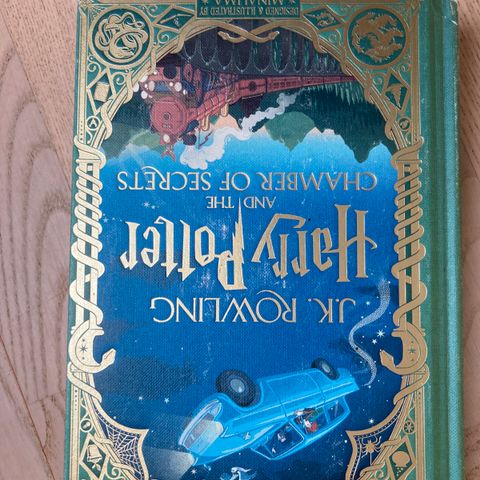 J.K. ROWLING
Harry Potter
AND THE
CHAMBER OF SECRETS
DESIGNED & ILLUSTRATED BY
MINALIMA